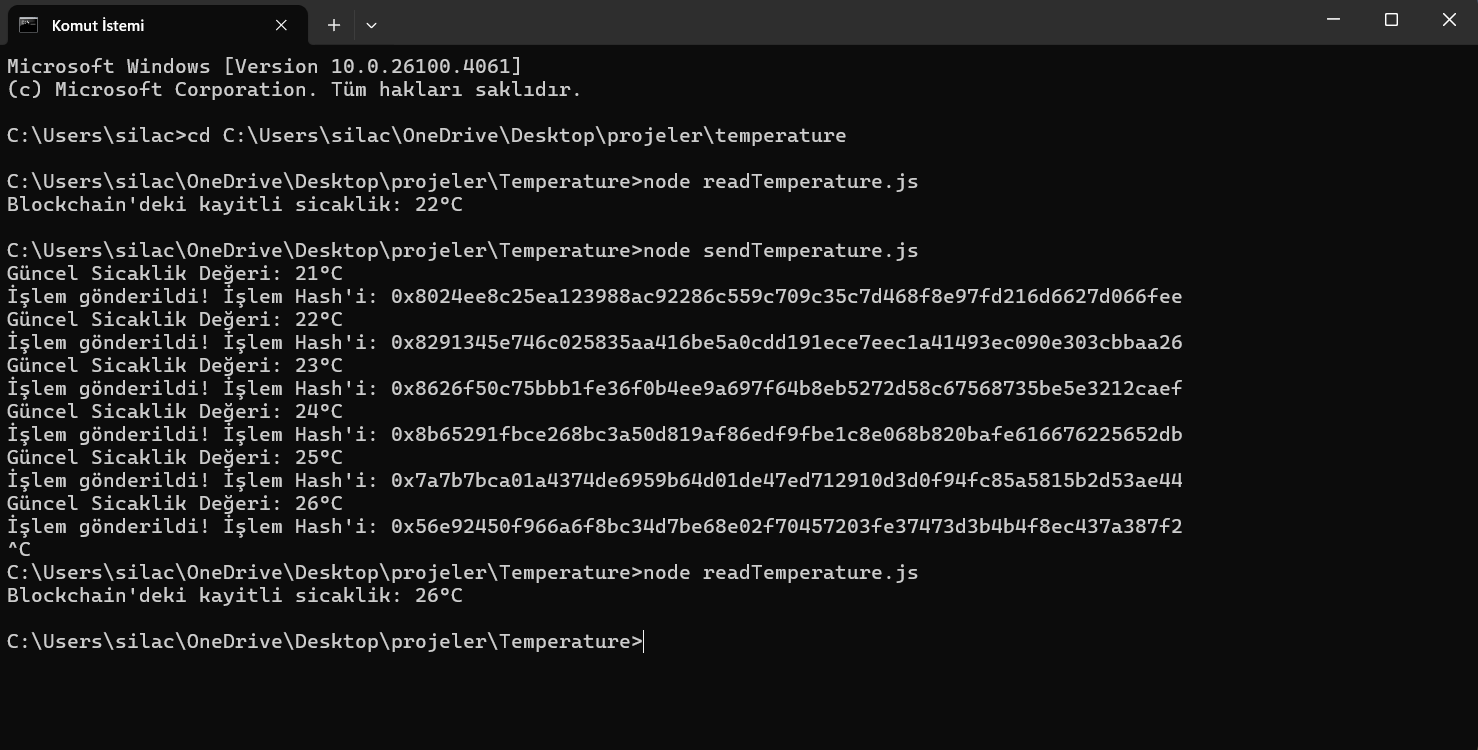 Komut İstemi
Microsoft Windows [Version 10.0.26100.4061]
(c) Microsoft Corporation. Tüm hakları saklıdır.
C:\Users\silac>cd C:\Users\silac\OneDrive\Desktop\projeler\temperature
C:\Users\silac\OneDrive\Desktop\projeler\Temperature>node readTemperature.js
Blockchain'deki kayitli sicaklik: 22°C
C:\Users\silac\OneDrive\Desktop\projeler\Temperature>node sendTemperature.js
Güncel Sicaklik Değeri: 21°C
İşlem gönderildi! İşlem Hash'i: 0x8024ee8c25ea123988ac92286c559c709c35c7d468f8e97fd216d6627d066fee
Güncel Sicaklik Değeri: 22°C
İşlem gönderildi! İşlem Hash'i: 0x8291345e746c025835aa416be5a0cdd191ece7eec1a41493ec090e303cbbaa26
Güncel Sicaklik Değeri: 23°C
İşlem gönderildi! İşlem Hash'i: 0x8626f50c75bbb1fe36f0b4ee9a697f64b8eb5272d58c67568735be5e3212caef
Güncel Sicaklik Değeri: 24°C
İşlem gönderildi! İşlem Hash'i: 0x8b65291fbce268bc3a50d819af86edf9fbe1c8e068b820bafe616676225652db
Güncel Sicaklik Değeri: 25°C
İşlem gönderildi! İşlem Hash'i: 0x7a7b7bca01a4374de6959b64d01de47ed712910d3d0f94fc85a5815b2d53ae44
Güncel Sicaklik Değeri: 26°C
İşlem gönderildi! İşlem Hash'i: 0x56e92450f966a6f8bc34d7be68e02f70457203fe37473d3b4b4f8ec437a387f2
^C
C:\Users\silac\OneDrive\Desktop\projeler\Temperature>node readTemperature.js
Blockchain'deki kayitli sicaklik: 26°C
C:\Users\silac\OneDrive\Desktop\projeler\Temperature>